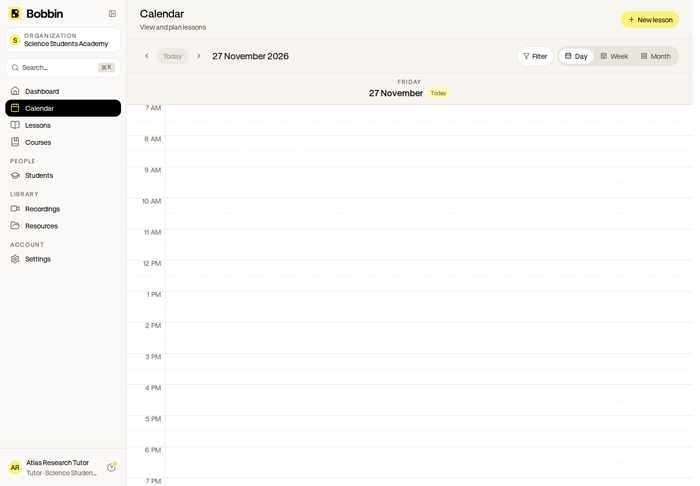 Bobbin
ORGANIZATION
S
Science Students Academy
Search...
⌘ K
Dashboard
Calendar
Lessons
Courses
PEOPLE
Students
LIBRARY
Recordings
Resources
ACCOUNT
Settings
AR
Atlas Research Tutor
Tutor · Science Studen...
Calendar
View and plan lessons
+ New lesson
Today
27 November 2026
Filter
Day
Week
Month
FRIDAY
27 November
Today
7 AM
8 AM
9 AM
10 AM
11 AM
12 PM
1 PM
2 PM
3 PM
4 PM
5 PM
6 PM
7 PM